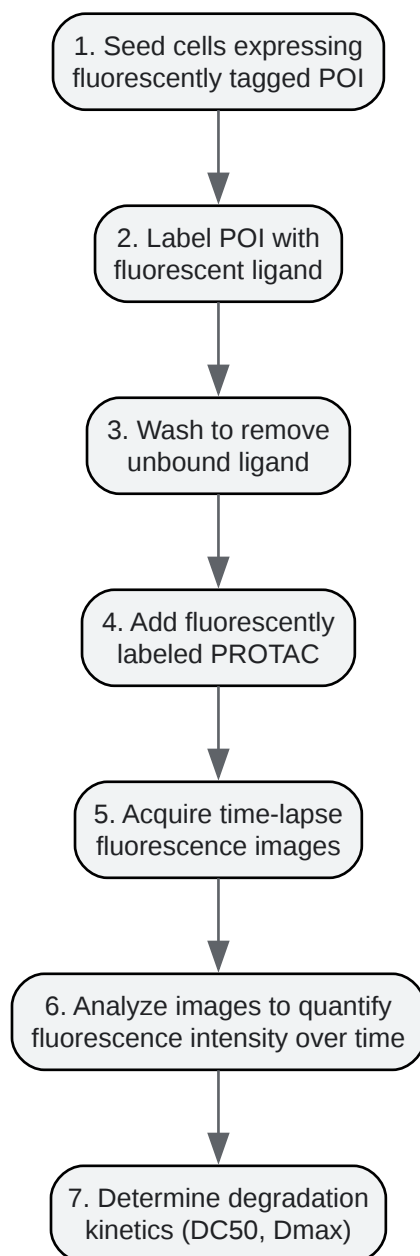 1. Seed cells expressing
fluorescently tagged POI
2. Label POI with
fluorescent ligand
3. Wash to remove
unbound ligand
4. Add fluorescently
labeled PROTAC
5. Acquire time-lapse
fluorescence images
6. Analyze images to quantify
fluorescence intensity over time
7. Determine degradation
kinetics (DC50, Dmax)